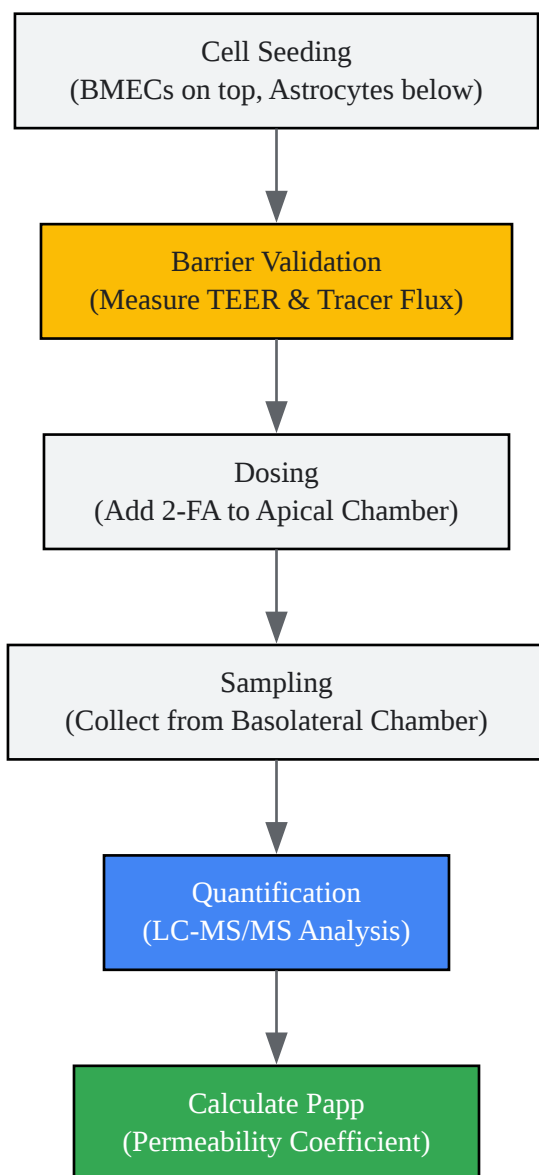 Cell Seeding
(BMECs on top, Astrocytes below)
Barrier Validation
(Measure TEER & Tracer Flux)
Dosing
(Add 2-FA to Apical Chamber)
Sampling
(Collect from Basolateral Chamber)
Quantification
(LC-MS/MS Analysis)
Calculate Papp
(Permeability Coefficient)